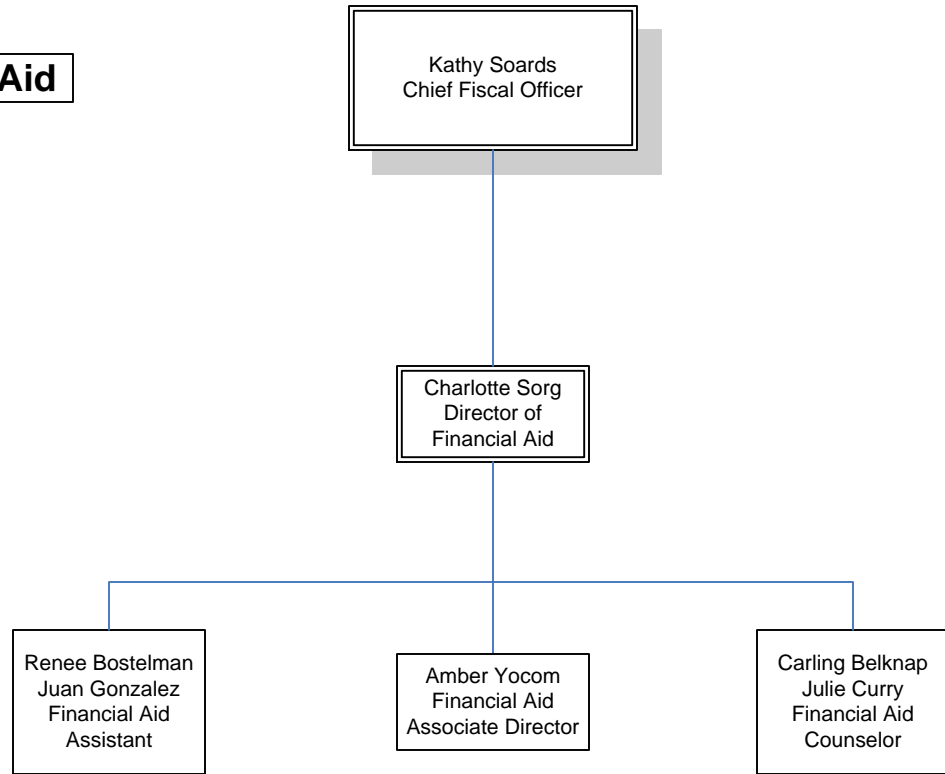 Aid
Kathy Soards
Chief Fiscal Officer
Charlotte Sorg
Director of
Financial Aid
Renee Bostelman
Juan Gonzalez
Financial Aid
Assistant
Amber Yocom
Financial Aid
Associate Director
Carling Belknap
Julie Curry
Financial Aid
Counselor